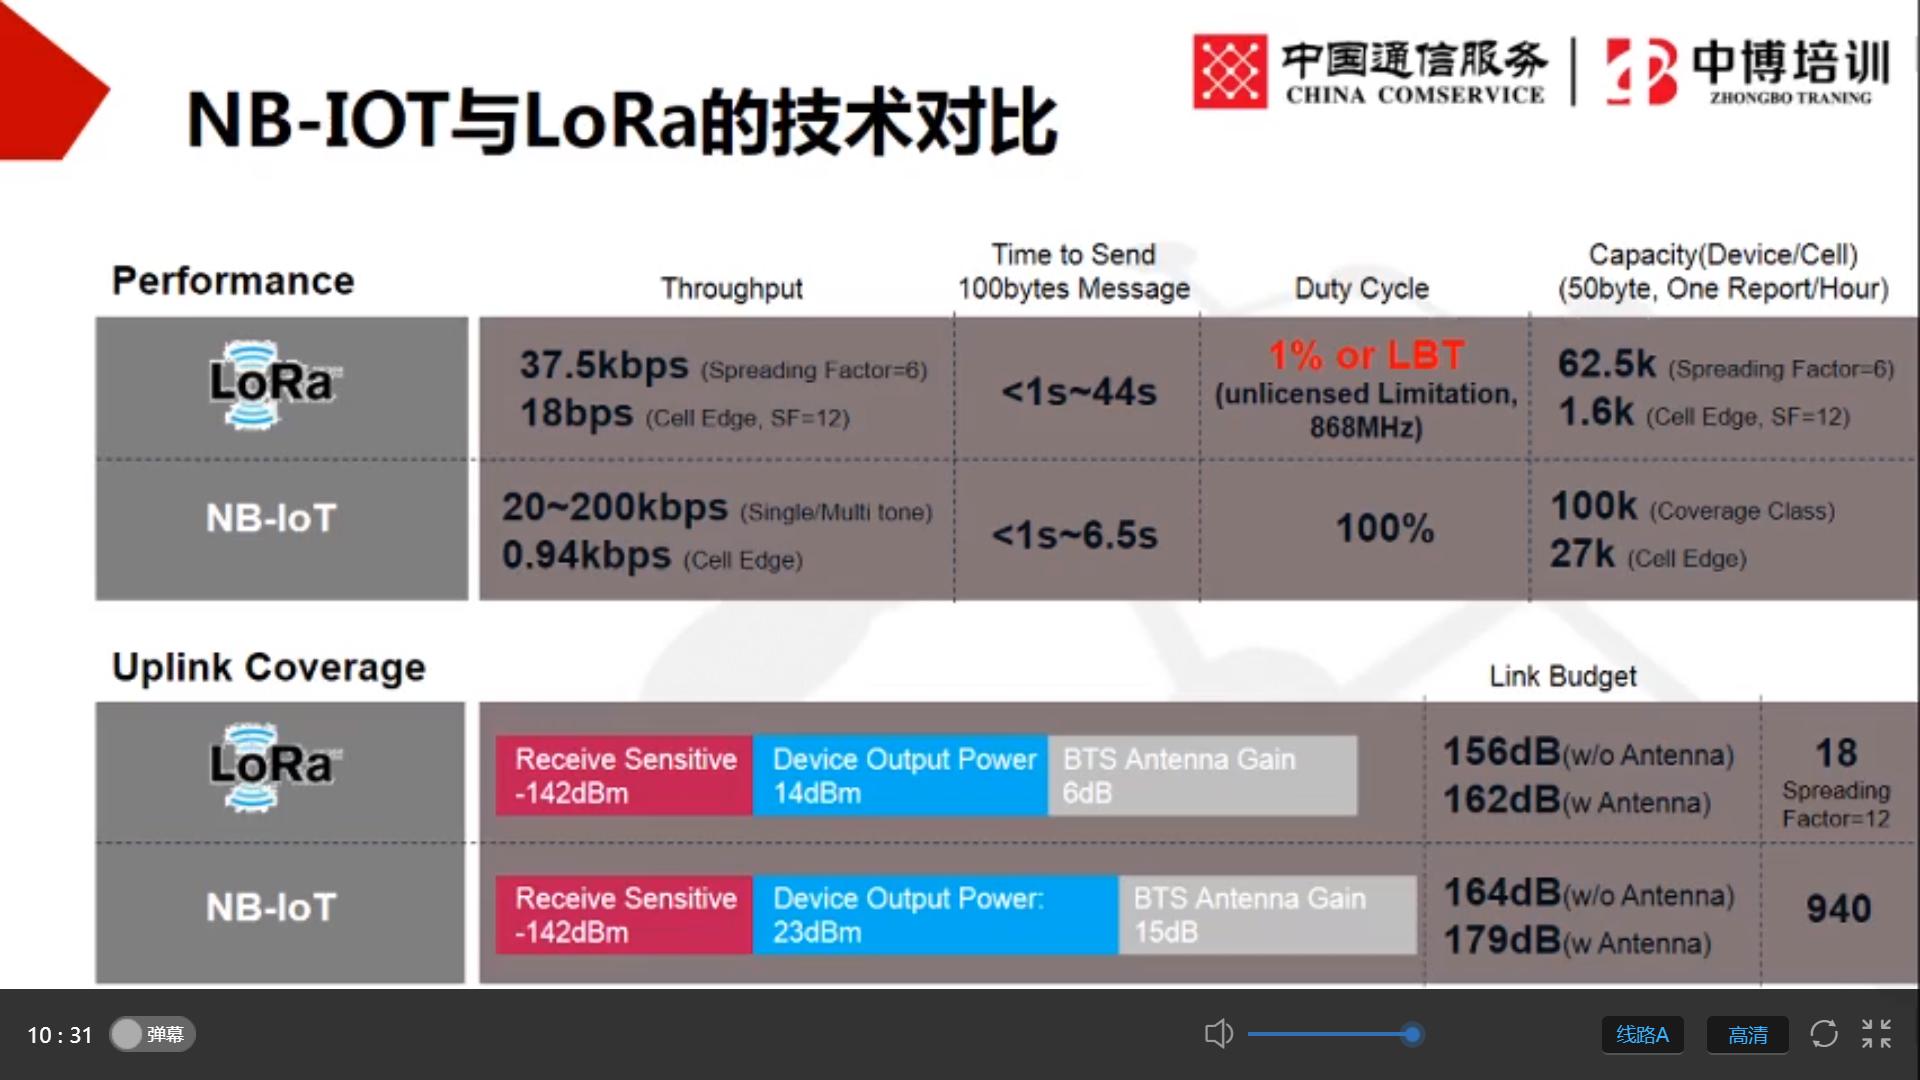 中国通信服务
CHINA COMSERVICE
中博培训
ZHONGBO TRANING
NB-IOT与LoRa的技术对比
Performance
Throughput
Time to Send
100bytes Message
Duty Cycle
Capacity(Device/Cell)
(50byte, One Report/Hour)
LoRa
37.5kbps (Spreading Factor=6)
18bps (Cell Edge, SF=12)
<1s~44s
1% or LBT
(unlicensed Limitation,
868MHz)
62.5k (Spreading Factor=6)
1.6k (Cell Edge, SF=12)
NB-IoT
20~200kbps (Single/Multi tone)
0.94kbps (Cell Edge)
<1s~6.5s
100%
100k (Coverage Class)
27k (Cell Edge)
Uplink Coverage
Link Budget
LoRa
Receive Sensitive
-142dBm
Device Output Power
14dBm
BTS Antenna Gain
6dB
156dB(w/o Antenna)
162dB(w Antenna)
18
Spreading
Factor=12
NB-IoT
Receive Sensitive
-142dBm
Device Output Power:
23dBm
BTS Antenna Gain
15dB
164dB(w/o Antenna)
179dB(w Antenna)
940
10 : 31
弹幕
线路A
高清